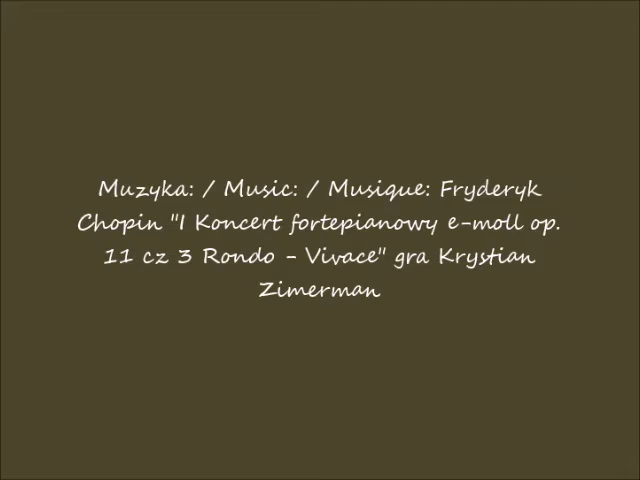 Muzyka: / Music: / Musique: Fryderyk
Chopin "I Koncert fortepianowy e-moll op.
11 cz 3 Rondo - Vivace" gra Krystian
Zimerman